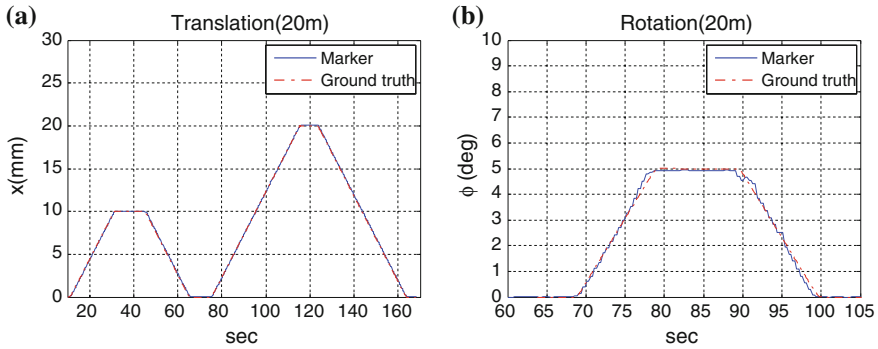 (a)
Translation(20m)
Marker
Ground truth
30
25
20
15
10
5
0
x(mm)
20 40 60 80 100 120 140 160
sec
(b)
Rotation(20m)
Marker
Ground truth
10
9
8
7
6
5
4
3
2
1
0
ϕ (deg)
60 65 70 75 80 85 90 95 100 105
sec